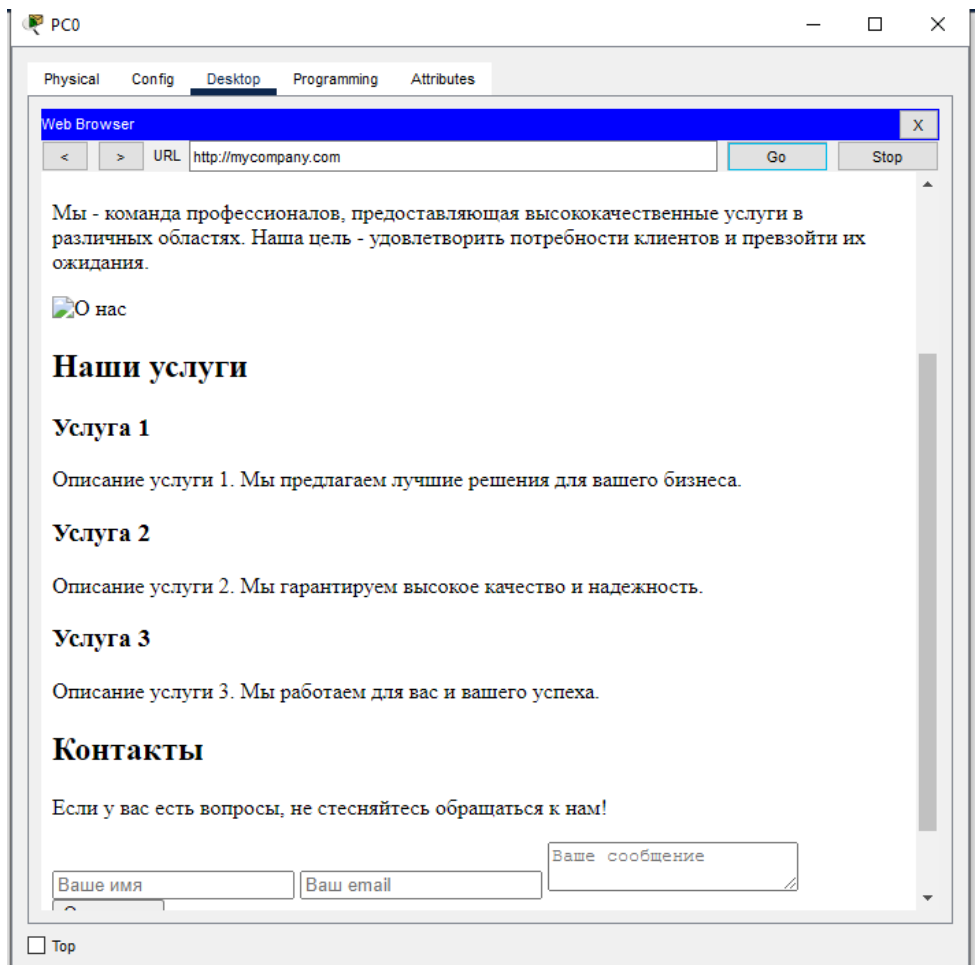 PC0
Physical Config Desktop Programming Attributes
Web Browser X
< > URL http://mycompany.com Go Stop
Мы - команда профессионалов, предоставляющая высококачественные услуги в
различных областях. Наша цель - удовлетворить потребности клиентов и превзойти их
ожидания.
О нас
Наши услуги
Услуга 1
Описание услуги 1. Мы предлагаем лучшие решения для вашего бизнеса.
Услуга 2
Описание услуги 2. Мы гарантируем высокое качество и надежность.
Услуга 3
Описание услуги 3. Мы работаем для вас и вашего успеха.
Контакты
Если у вас есть вопросы, не стесняйтесь обращаться к нам!
Ваше имя Ваш email Ваше сообщение
Top